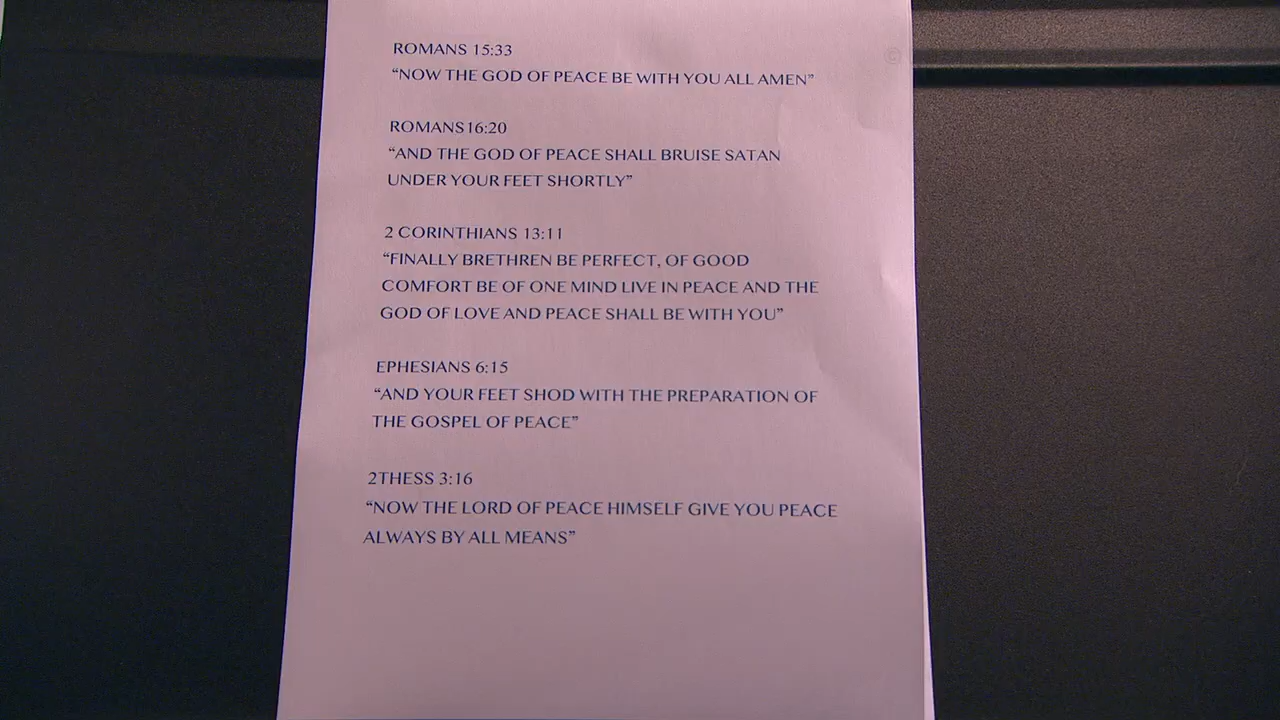 ROMANS 15:33
“NOW THE GOD OF PEACE BE WITH YOU ALL AMEN”
ROMANS 16:20
“AND THE GOD OF PEACE SHALL BRUISE SATAN
UNDER YOUR FEET SHORTLY”
2 CORINTHIANS 13:11
“FINALLY BRETHREN BE PERFECT, OF GOOD
COMFORT BE OF ONE MIND LIVE IN PEACE AND THE
GOD OF LOVE AND PEACE SHALL BE WITH YOU”
EPHESIANS 6:15
“AND YOUR FEET SHOD WITH THE PREPARATION OF
THE GOSPEL OF PEACE”
2THESS 3:16
“NOW THE LORD OF PEACE HIMSELF GIVE YOU PEACE
ALWAYS BY ALL MEANS”